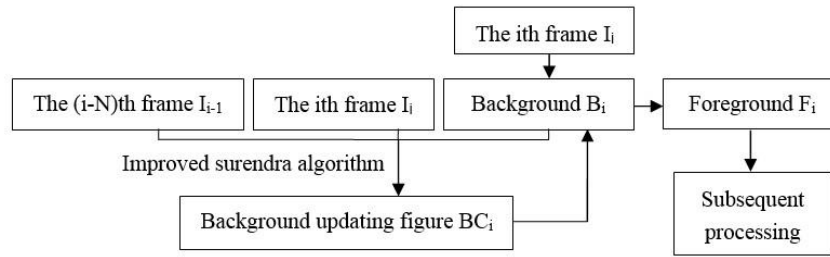 The ith frame Iᵢ
The (i-N)th frame Iᵢ₋₁
The ith frame Iᵢ
Background Bᵢ
Foreground Fᵢ
Improved surendra algorithm
Background updating figure BCᵢ
Subsequent
processing